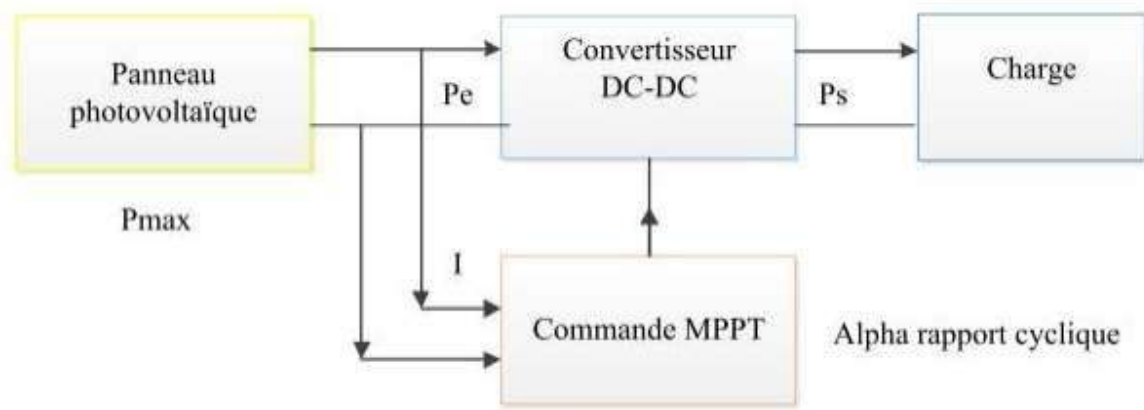 Panneau
photovoltaïque
Convertisseur
DC-DC
Charge
Pe
Ps
Pmax
I
Commande MPPT
Alpha rapport cyclique